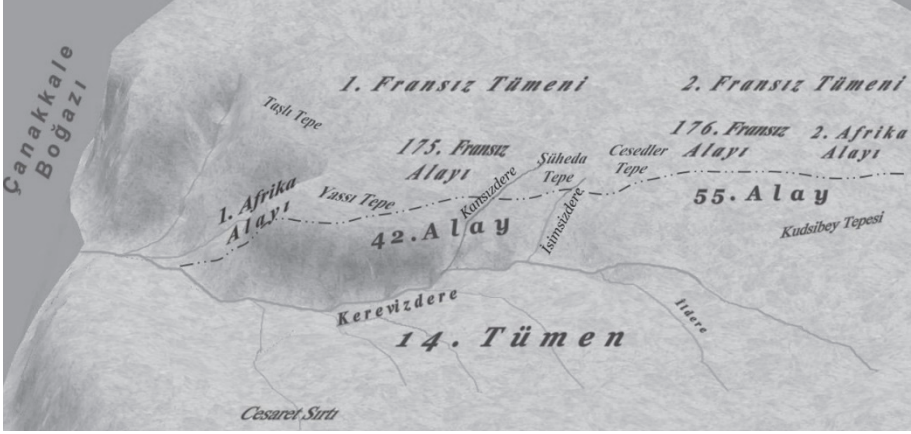 Çanakkale
Boğazı
1. Fransız Tümeni
2. Fransız Tümeni
Taşlı Tepe
175. Fransız
Alayı
Şüheda
Tepe
Cesedler
Tepe
176. Fransız
Alayı
2. Afrika
Alayı
1. Afrika
Alayı
Yassı Tepe
Kansızdere
İsimsizdere
42. Alay
55. Alay
Kudsibey Tepesi
Kerevizdere
14. Tümen
İldere
Cesaret Sırtı